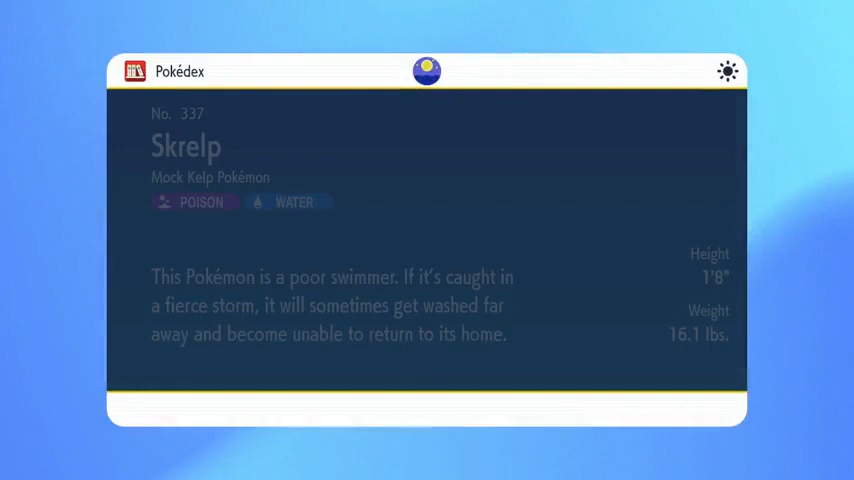 Pokédex
No. 337
Skrelp
Mock Kelp Pokémon
POISON WATER
This Pokémon is a poor swimmer. If it's caught in
a fierce storm, it will sometimes get washed far
away and become unable to return to its home.
Height
1'8"
Weight
16.1 lbs.